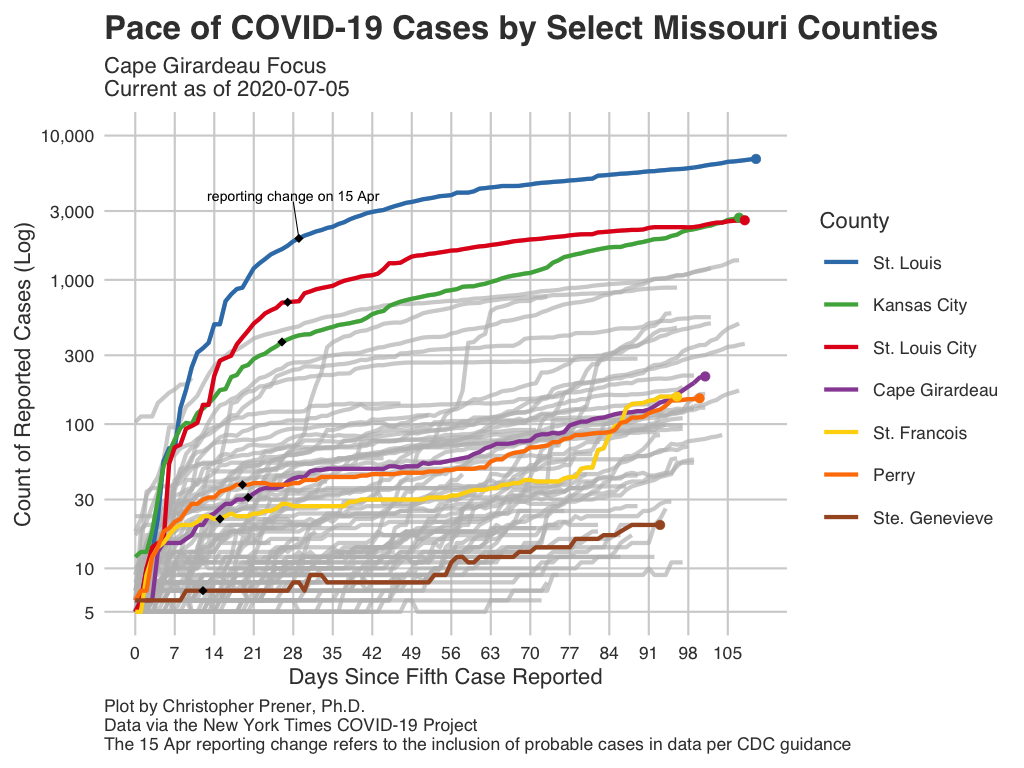 Pace of COVID-19 Cases by Select Missouri Counties
Cape Girardeau Focus
Current as of 2020-07-05
Count of Reported Cases (Log)
10,000
3,000
1,000
300
100
30
10
5
reporting change on 15 Apr
0 7 14 21 28 35 42 49 56 63 70 77 84 91 98 105
Days Since Fifth Case Reported
County
St. Louis
Kansas City
St. Louis City
Cape Girardeau
St. Francois
Perry
Ste. Genevieve
Plot by Christopher Prener, Ph.D.
Data via the New York Times COVID-19 Project
The 15 Apr reporting change refers to the inclusion of probable cases in data per CDC guidance